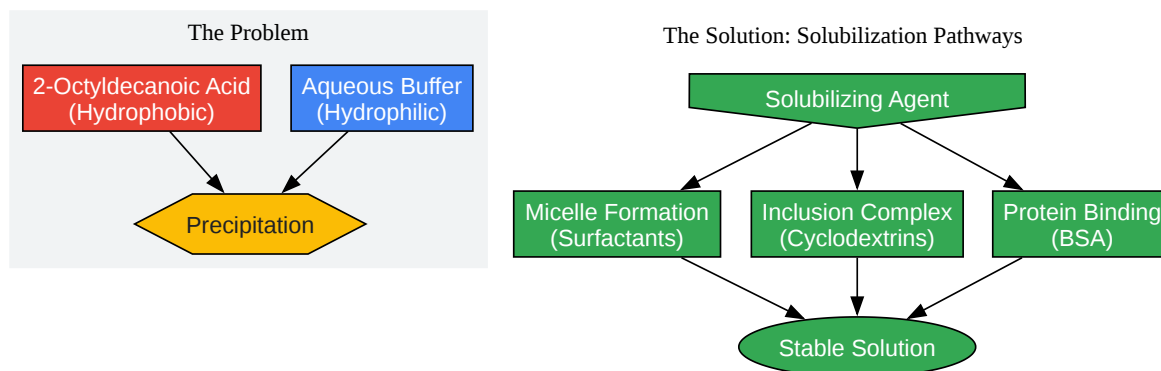 The Problem
2-Octyldecanoic Acid
(Hydrophobic)
Aqueous Buffer
(Hydrophilic)
Precipitation
The Solution: Solubilization Pathways
Solubilizing Agent
Micelle Formation
(Surfactants)
Inclusion Complex
(Cyclodextrins)
Protein Binding
(BSA)
Stable Solution